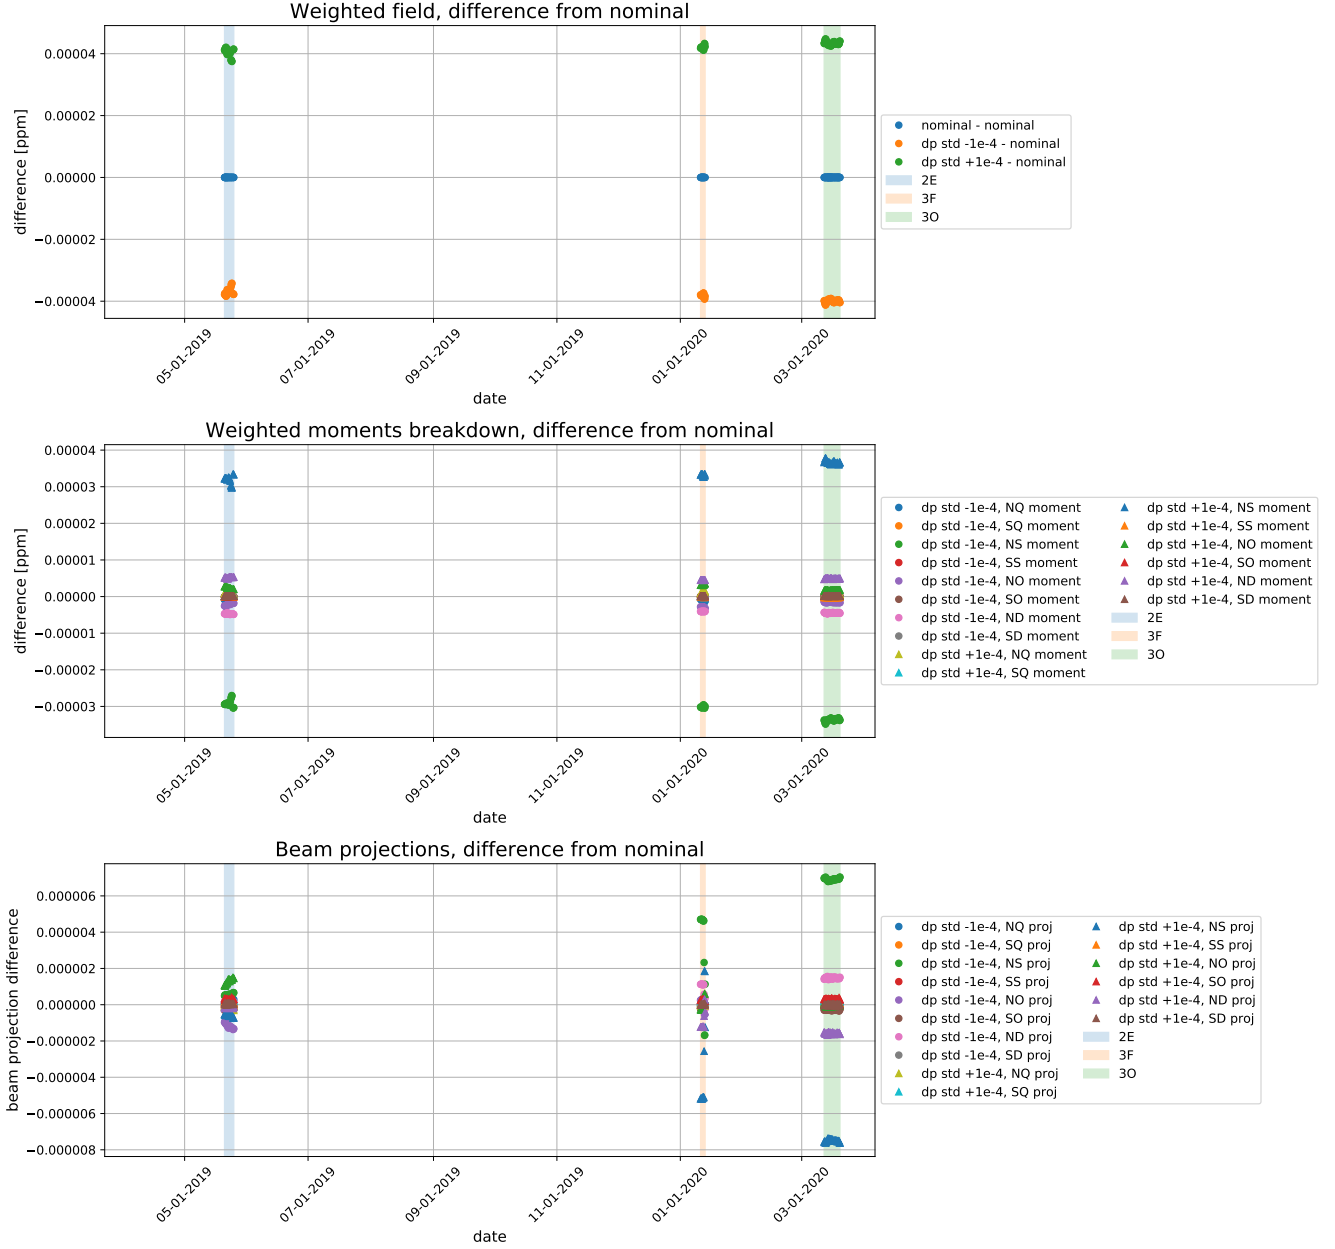 Weighted field, difference from nominal
0.00004
0.00002
0.00000
−0.00002
−0.00004
difference [ppm]
05-01-2019
07-01-2019
09-01-2019
11-01-2019
01-01-2020
03-01-2020
date
nominal - nominal
dp std -1e-4 - nominal
dp std +1e-4 - nominal
2E
3F
3O
Weighted moments breakdown, difference from nominal
0.00004
0.00003
0.00002
0.00001
0.00000
−0.00001
−0.00002
−0.00003
difference [ppm]
05-01-2019
07-01-2019
09-01-2019
11-01-2019
01-01-2020
03-01-2020
date
dp std -1e-4, NQ moment
dp std -1e-4, SQ moment
dp std -1e-4, NS moment
dp std -1e-4, SS moment
dp std -1e-4, NO moment
dp std -1e-4, SO moment
dp std -1e-4, ND moment
dp std -1e-4, SD moment
dp std +1e-4, NQ moment
dp std +1e-4, SQ moment
dp std +1e-4, NS moment
dp std +1e-4, SS moment
dp std +1e-4, NO moment
dp std +1e-4, SO moment
dp std +1e-4, ND moment
dp std +1e-4, SD moment
2E
3F
3O
Beam projections, difference from nominal
0.000006
0.000004
0.000002
0.000000
−0.000002
−0.000004
−0.000006
−0.000008
beam projection difference
05-01-2019
07-01-2019
09-01-2019
11-01-2019
01-01-2020
03-01-2020
date
dp std -1e-4, NQ proj
dp std -1e-4, SQ proj
dp std -1e-4, NS proj
dp std -1e-4, SS proj
dp std -1e-4, NO proj
dp std -1e-4, SO proj
dp std -1e-4, ND proj
dp std -1e-4, SD proj
dp std +1e-4, NQ proj
dp std +1e-4, SQ proj
dp std +1e-4, NS proj
dp std +1e-4, SS proj
dp std +1e-4, NO proj
dp std +1e-4, SO proj
dp std +1e-4, ND proj
dp std +1e-4, SD proj
2E
3F
3O